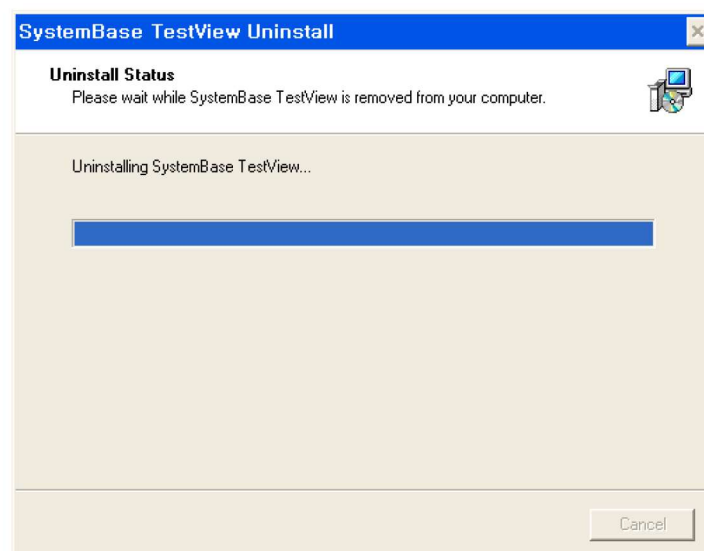 SystemBase TestView Uninstall
Uninstall Status
Please wait while SystemBase TestView is removed from your computer.
Uninstalling SystemBase TestView...
Cancel